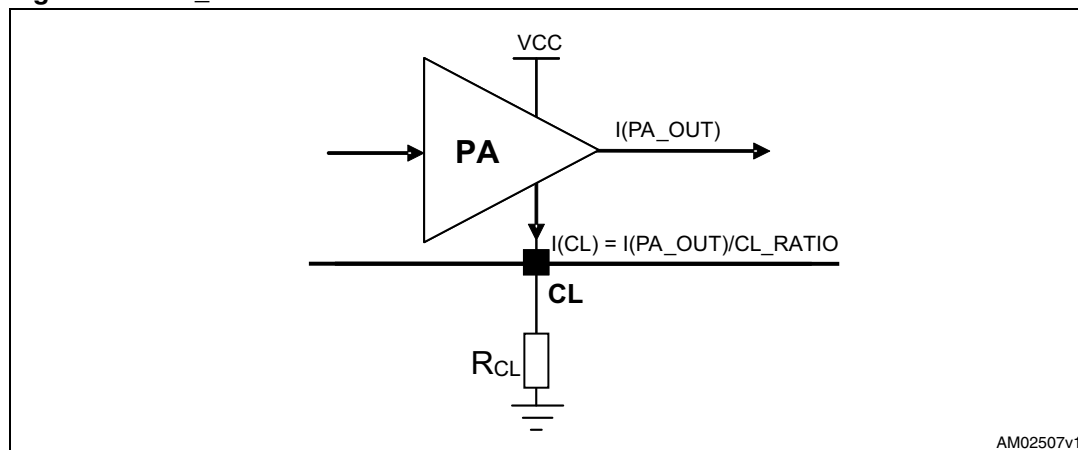 VCC
I(PA_OUT)
PA
I(CL) = I(PA_OUT)/CL_RATIO
CL
RCL
AM02507v1